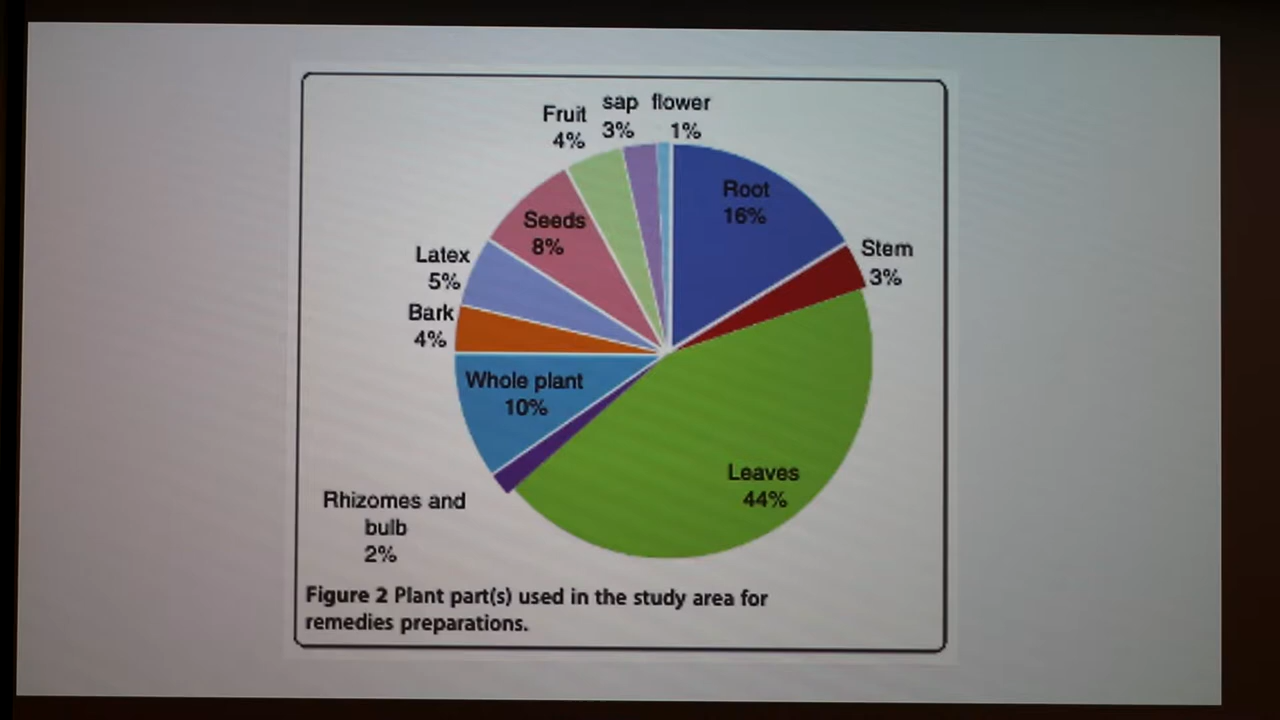 sap flower
Fruit 3% 1%
4%
Root
16%
Seeds
8%
Stem
3%
Latex
5%
Bark
4%
Whole plant
10%
Leaves
44%
Rhizomes and
bulb
2%
Figure 2 Plant part(s) used in the study area for
remedies preparations.